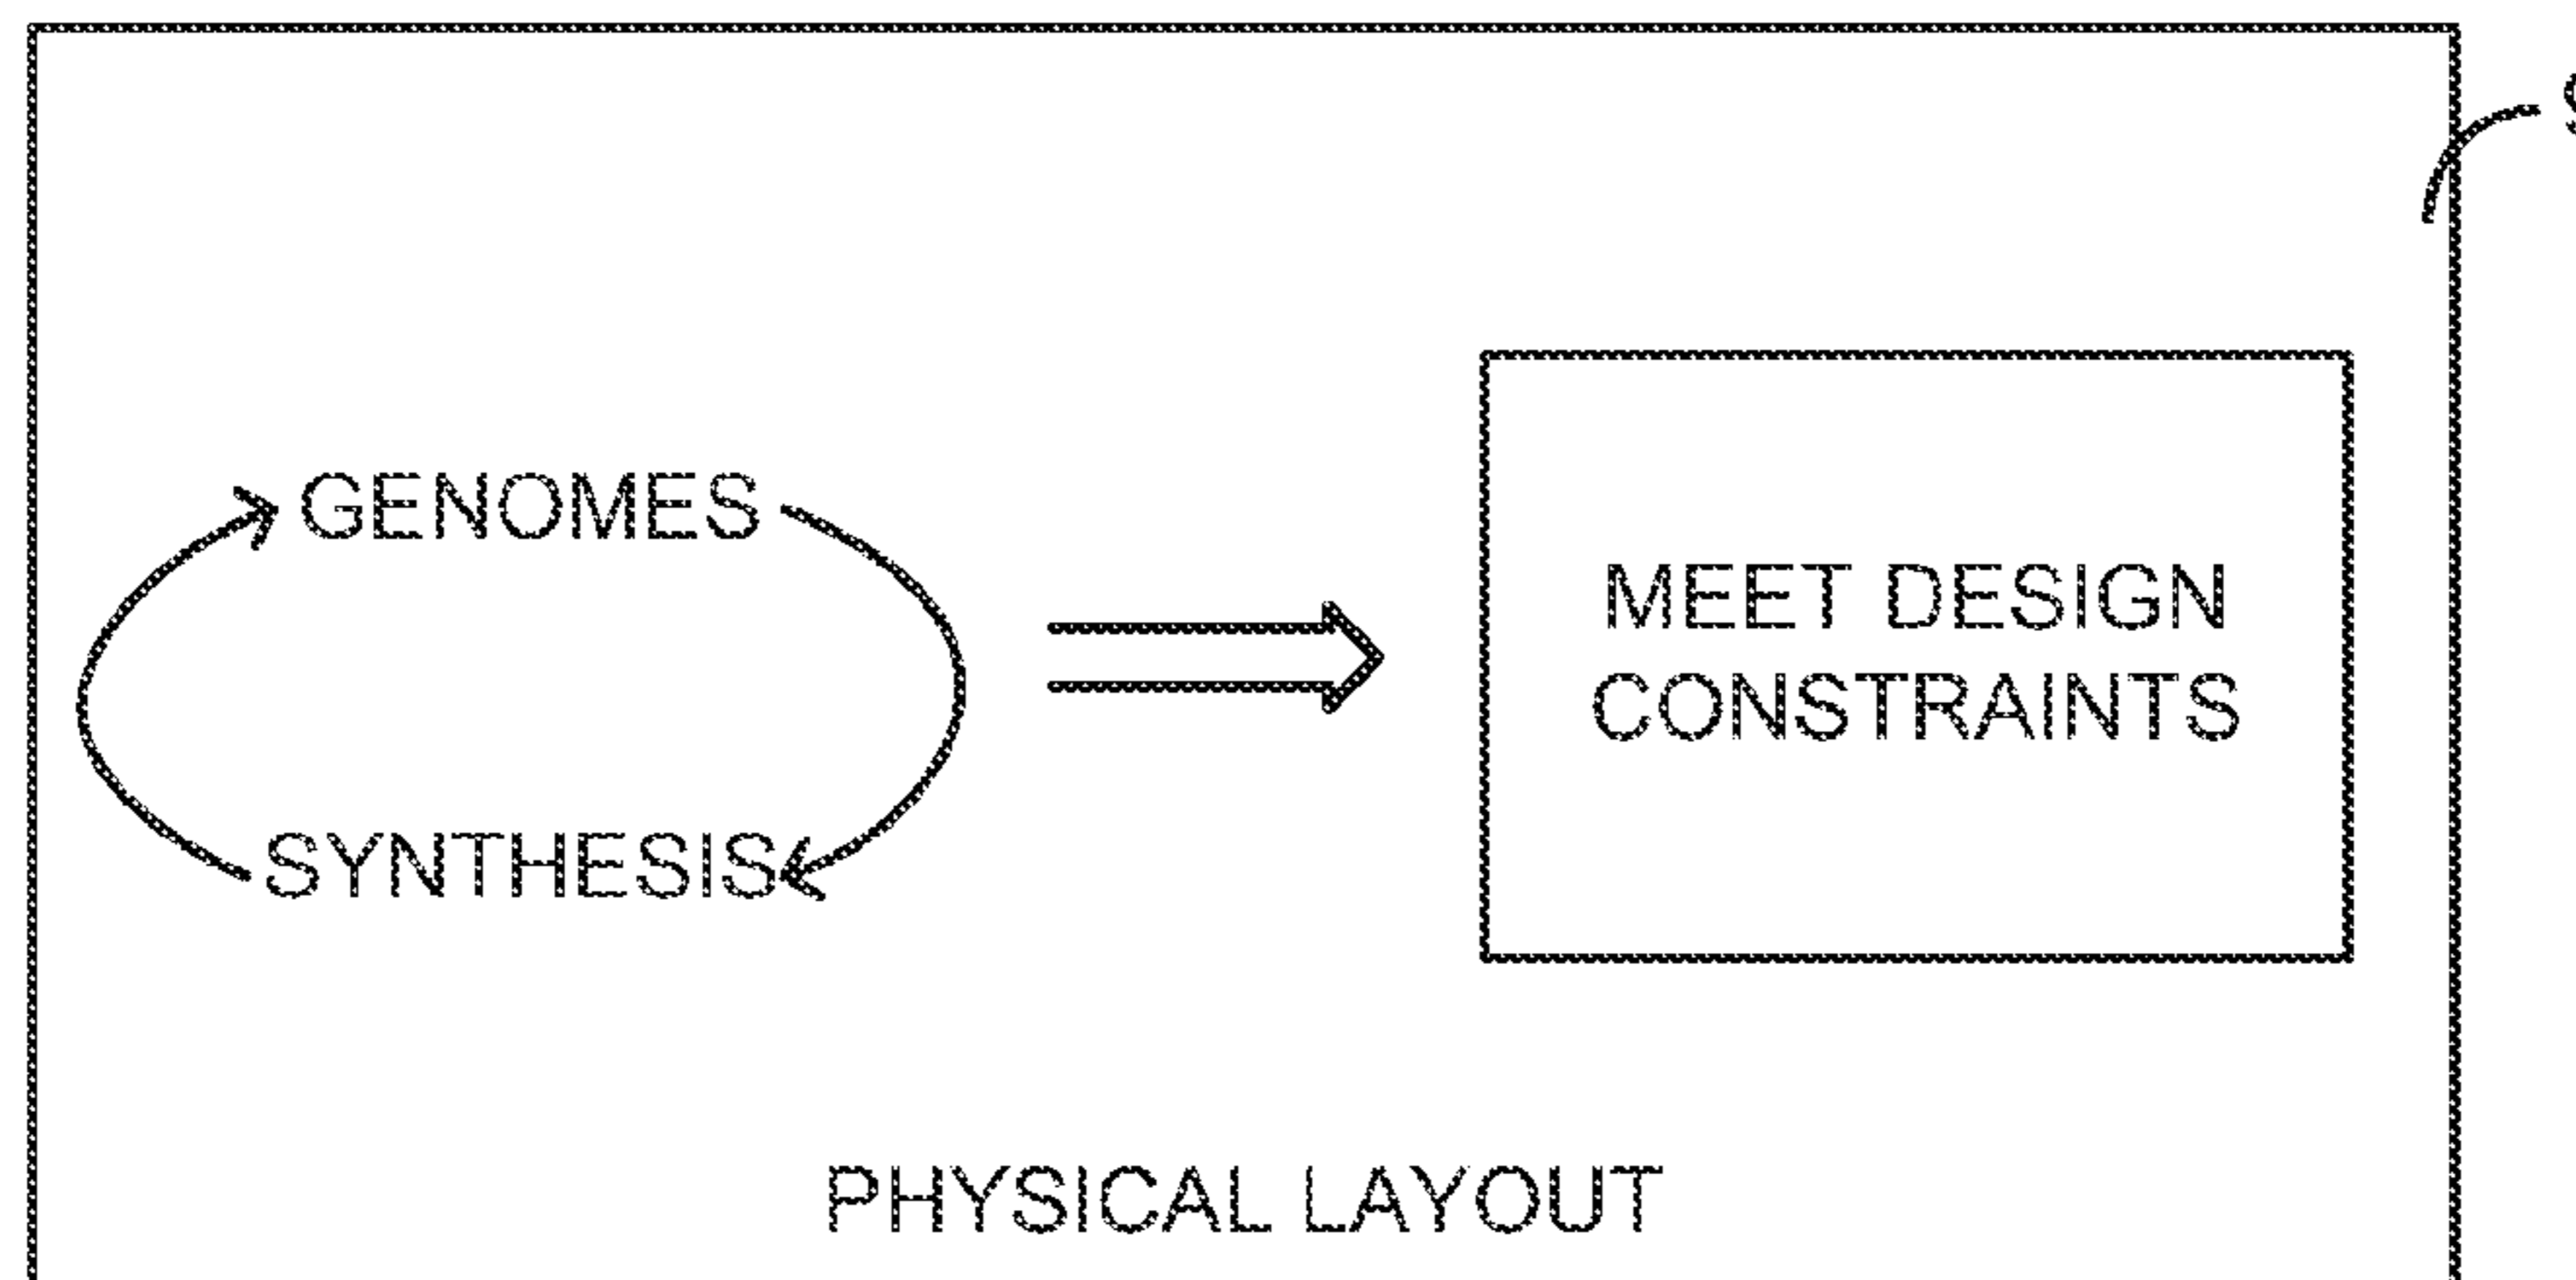 GENOMES
SYNTHESIS
MEET DESIGN
CONSTRAINTS
PHYSICAL LAYOUT